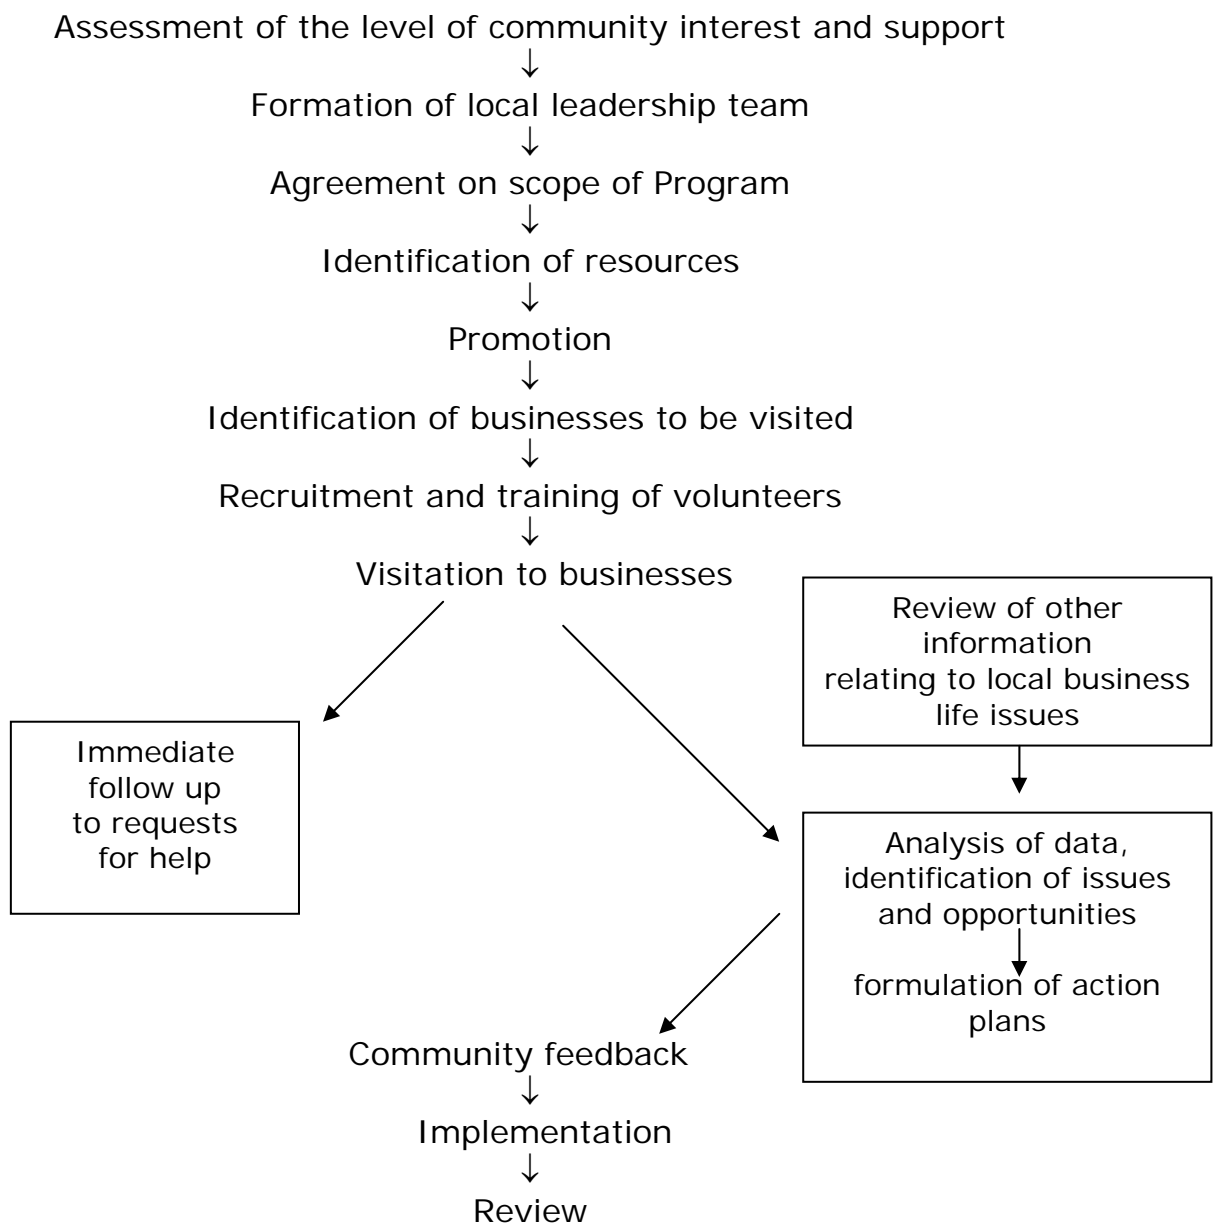 Assessment of the level of community interest and support
↓
Formation of local leadership team
↓
Agreement on scope of Program
↓
Identification of resources
↓
Promotion
↓
Identification of businesses to be visited
↓
Recruitment and training of volunteers
↓
Visitation to businesses
Review of other
information
relating to local business
life issues
Immediate
follow up
to requests
for help
Analysis of data,
identification of issues
and opportunities
formulation of action
plans
Community feedback
↓
Implementation
↓
Review